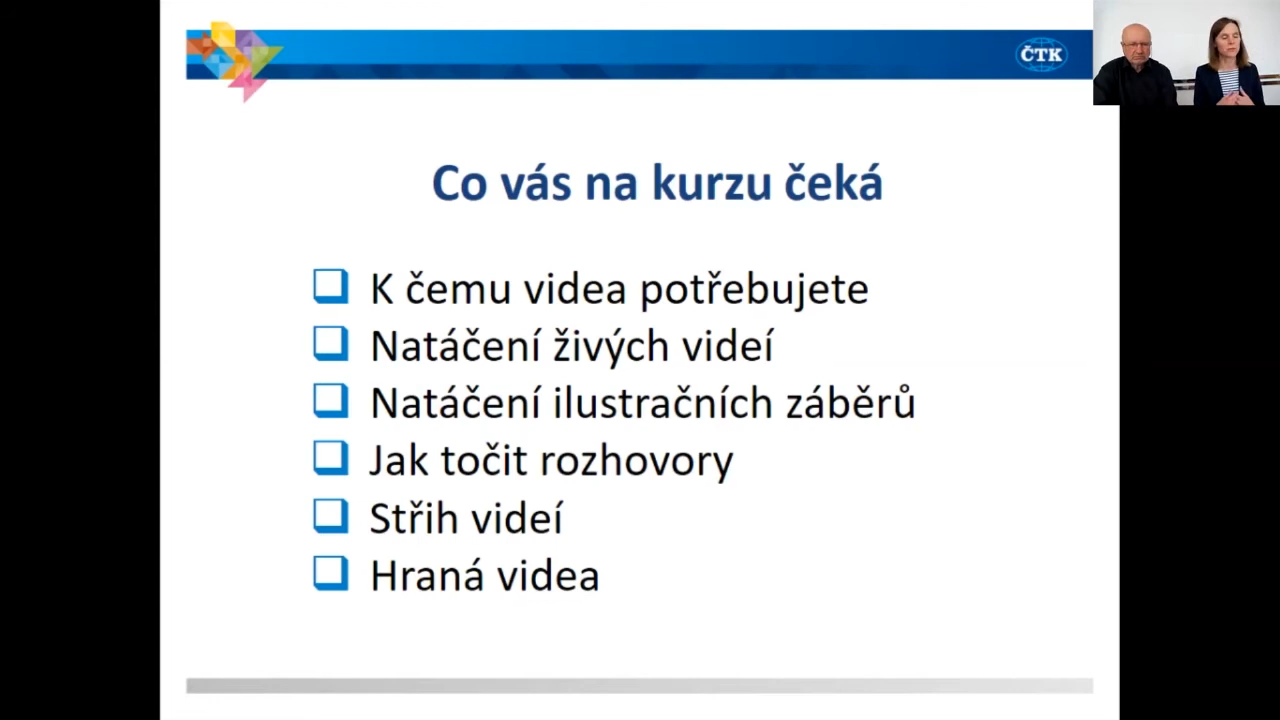 ČTK
Co vás na kurzu čeká
K čemu videa potřebujete
Natáčení živých videí
Natáčení ilustračních záběrů
Jak točit rozhovory
Střih videí
Hraná videa